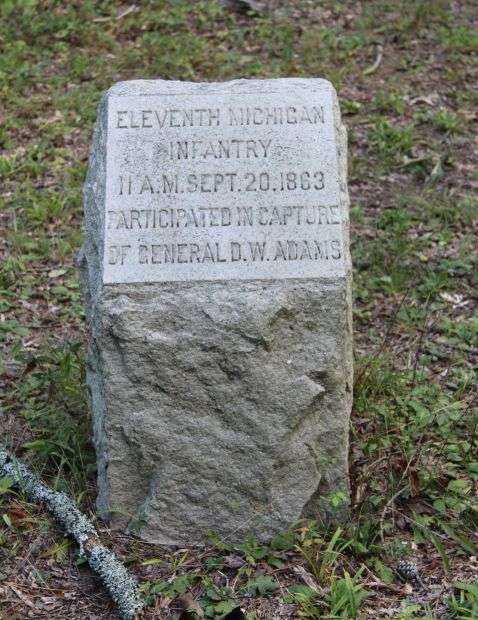 ELEVENTH MICHIGAN
INFANTRY
11 A.M. SEPT. 20. 1863
PARTICIPATED IN CAPTURE
OF GENERAL D. W. ADAMS